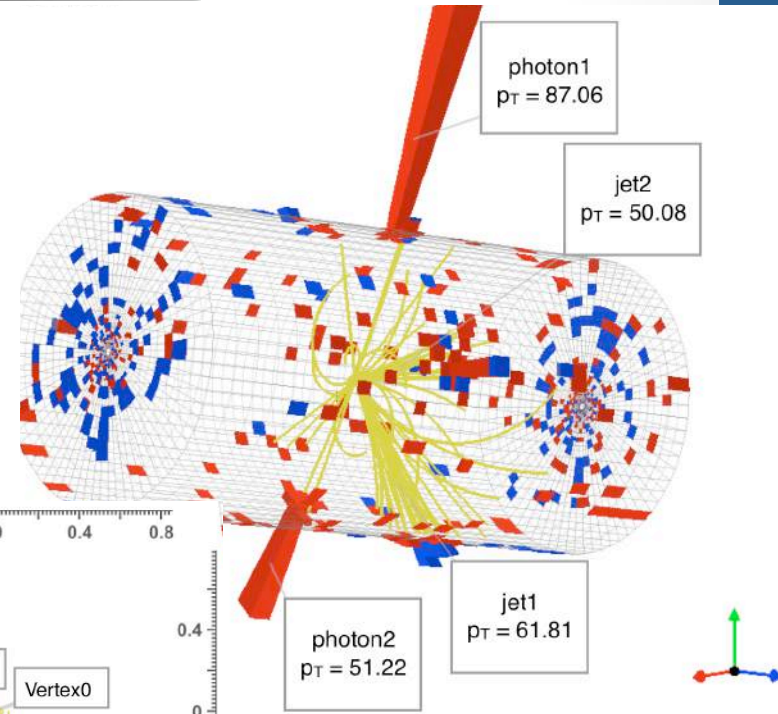 photon1
pT = 87.06
jet2
pT = 50.08
0.4
0.8
jet1
pT = 61.81
0.4
photon2
pT = 51.22
Vertex0
0